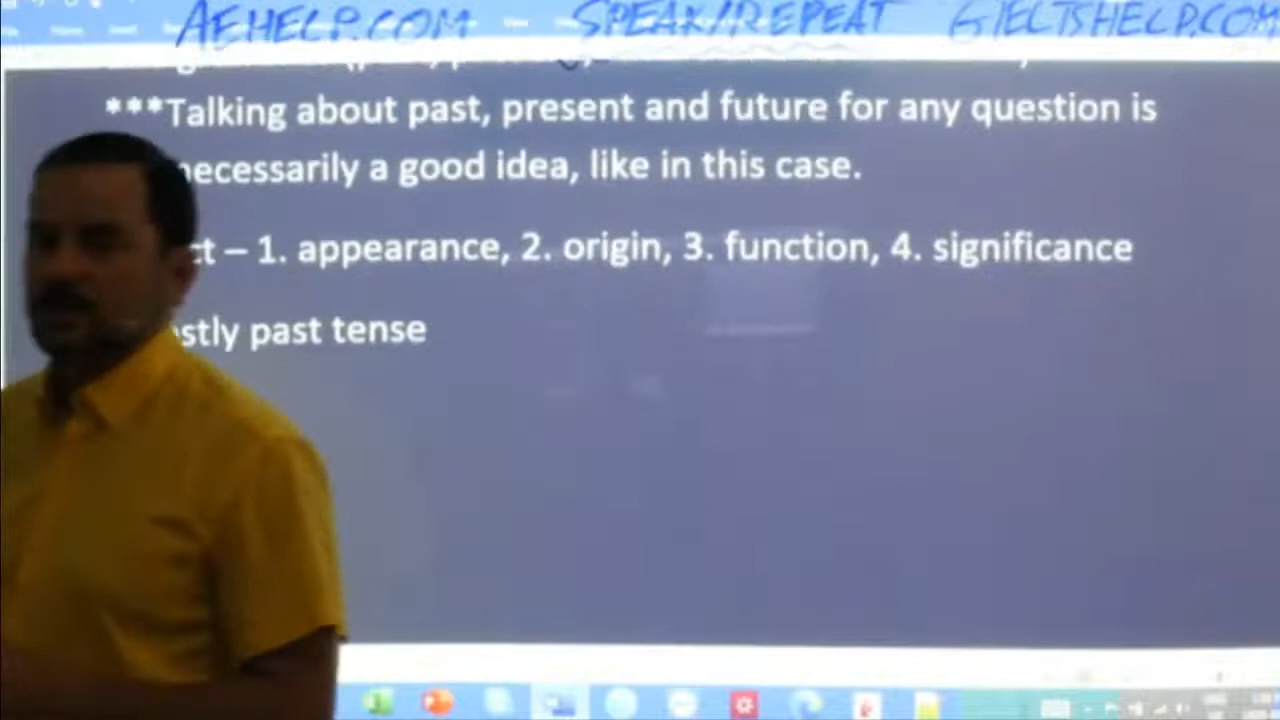 AEHELP.COM SPEAK/REPEAT GIELTSHELP.COM
***Talking about past, present and future for any question is
necessarily a good idea, like in this case.
ct – 1. appearance, 2. origin, 3. function, 4. significance
stly past tense